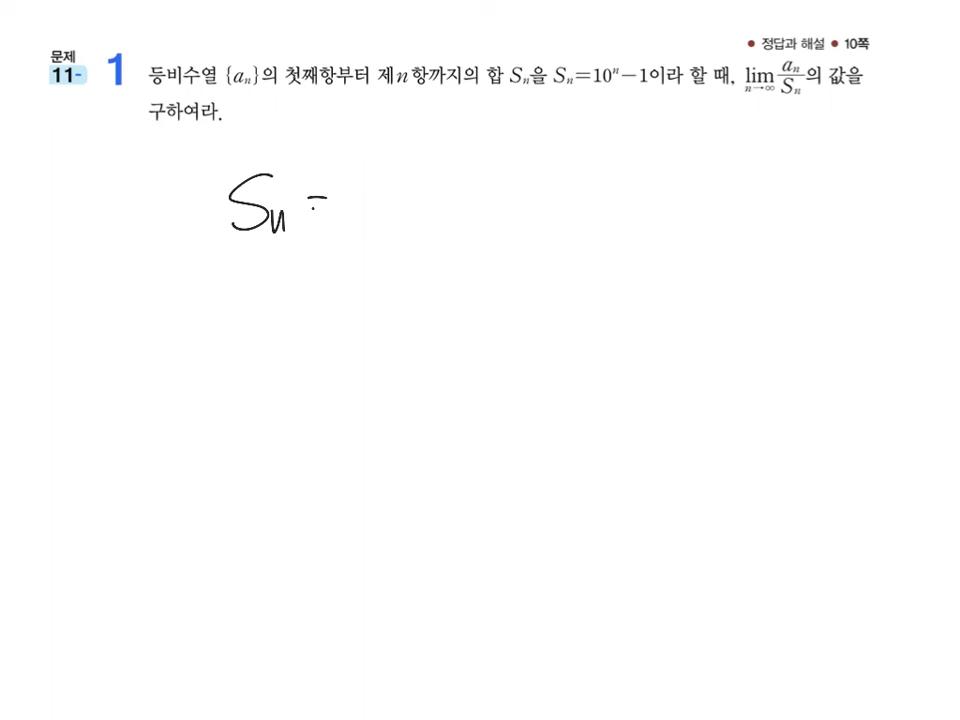 ● 정답과 해설 ● 10쪽
문제
11- 1 등비수열 {aₙ}의 첫째항부터 제n항까지의 합 Sₙ을 Sₙ=10ⁿ-1이라 할 때, lim_{n→∞} aₙ/Sₙ의 값을
구하여라.
Sₙ =